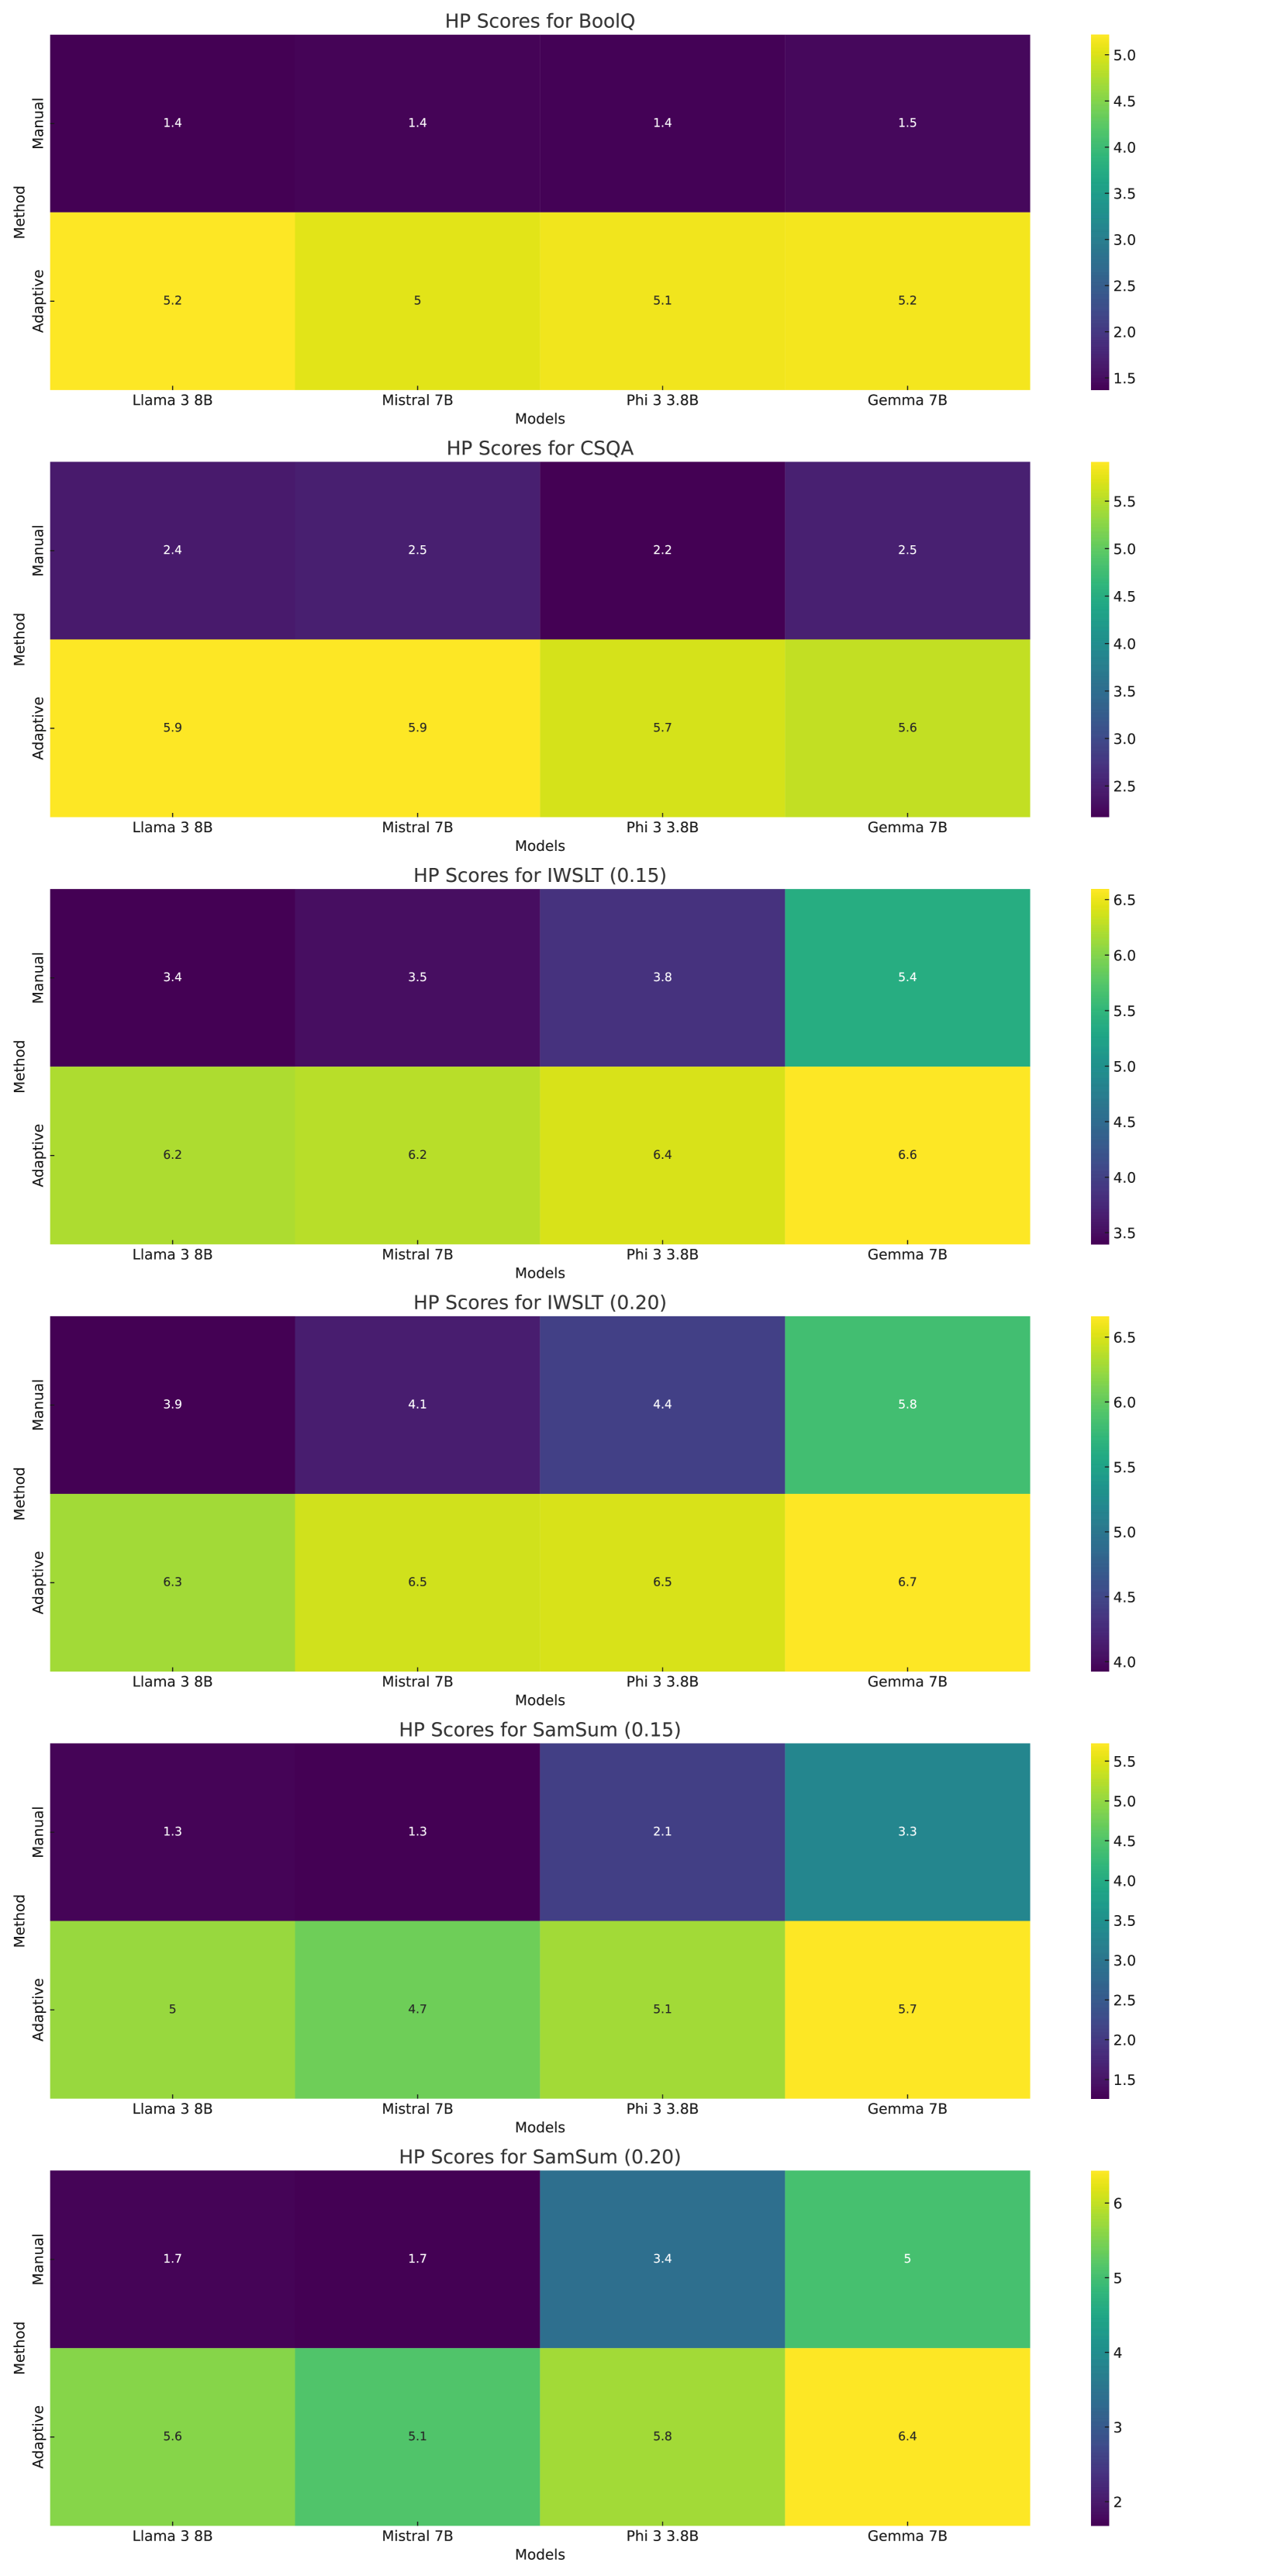 HP Scores for BoolQ
Method
Manual
1.4 1.4 1.4 1.5
Adaptive
5.2 5 5.1 5.2
Llama 3 8B Mistral 7B Phi 3 3.8B Gemma 7B
Models
5.0
4.5
4.0
3.5
3.0
2.5
2.0
1.5
HP Scores for CSQA
Method
Manual
2.4 2.5 2.2 2.5
Adaptive
5.9 5.9 5.7 5.6
Llama 3 8B Mistral 7B Phi 3 3.8B Gemma 7B
Models
5.5
5.0
4.5
4.0
3.5
3.0
2.5
HP Scores for IWSLT (0.15)
Method
Manual
3.4 3.5 3.8 5.4
Adaptive
6.2 6.2 6.4 6.6
Llama 3 8B Mistral 7B Phi 3 3.8B Gemma 7B
Models
6.5
6.0
5.5
5.0
4.5
4.0
3.5
HP Scores for IWSLT (0.20)
Method
Manual
3.9 4.1 4.4 5.8
Adaptive
6.3 6.5 6.5 6.7
Llama 3 8B Mistral 7B Phi 3 3.8B Gemma 7B
Models
6.5
6.0
5.5
5.0
4.5
4.0
HP Scores for SamSum (0.15)
Method
Manual
1.3 1.3 2.1 3.3
Adaptive
5 4.7 5.1 5.7
Llama 3 8B Mistral 7B Phi 3 3.8B Gemma 7B
Models
5.5
5.0
4.5
4.0
3.5
3.0
2.5
2.0
1.5
HP Scores for SamSum (0.20)
Method
Manual
1.7 1.7 3.4 5
Adaptive
5.6 5.1 5.8 6.4
Llama 3 8B Mistral 7B Phi 3 3.8B Gemma 7B
Models
6
5
4
3
2